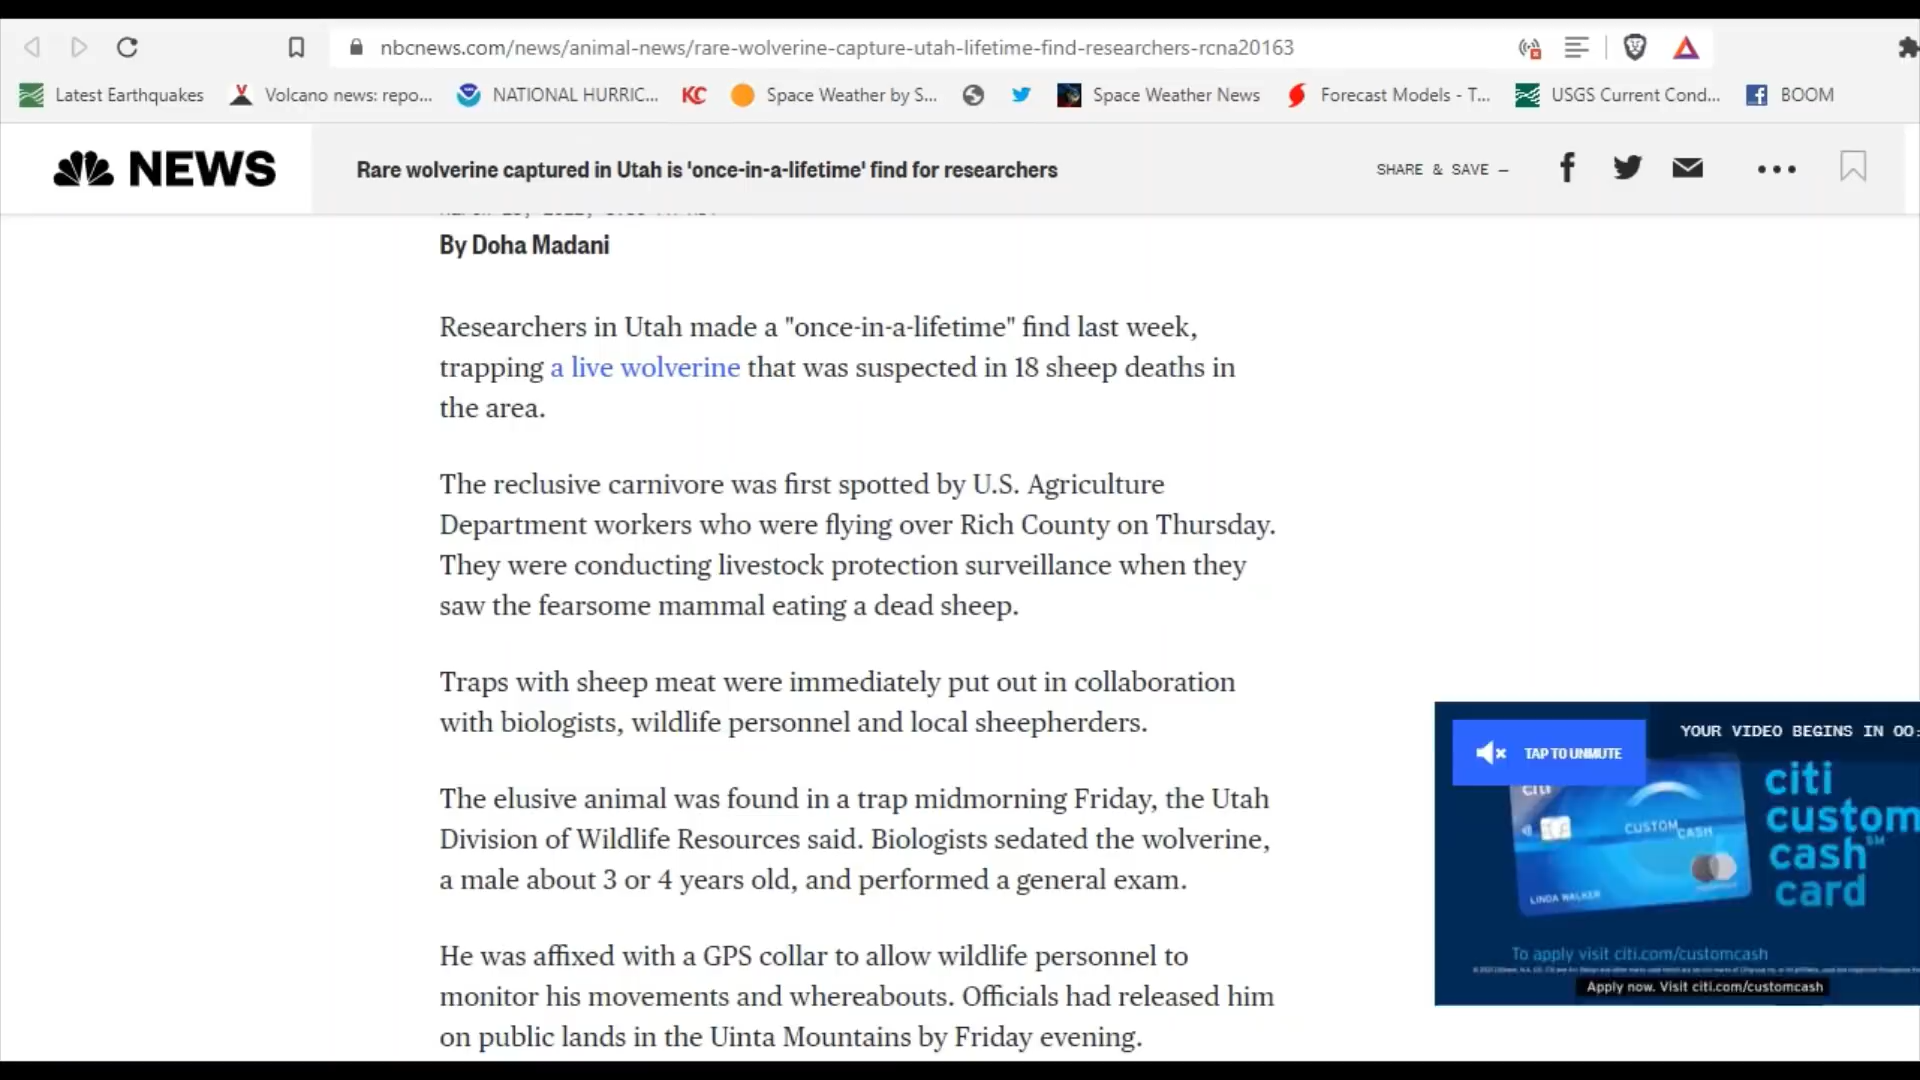 nbcnews.com/news/animal-news/rare-wolverine-capture-utah-lifetime-find-researchers-rcna20163
Latest Earthquakes
Volcano news: repo...
NATIONAL HURRIC...
KC
Space Weather by S...
Space Weather News
Forecast Models - T...
USGS Current Cond...
BOOM
NEWS
Rare wolverine captured in Utah is 'once-in-a-lifetime' find for researchers
SHARE & SAVE —
By Doha Madani
Researchers in Utah made a "once-in-a-lifetime" find last week,
trapping a live wolverine that was suspected in 18 sheep deaths in
the area.
The reclusive carnivore was first spotted by U.S. Agriculture
Department workers who were flying over Rich County on Thursday.
They were conducting livestock protection surveillance when they
saw the fearsome mammal eating a dead sheep.
Traps with sheep meat were immediately put out in collaboration
with biologists, wildlife personnel and local sheepherders.
The elusive animal was found in a trap midmorning Friday, the Utah
Division of Wildlife Resources said. Biologists sedated the wolverine,
a male about 3 or 4 years old, and performed a general exam.
He was affixed with a GPS collar to allow wildlife personnel to
monitor his movements and whereabouts. Officials had released him
on public lands in the Uinta Mountains by Friday evening.
YOUR VIDEO BEGINS IN 00:
TAP TO UNMUTE
citi
CUSTOM CASH
LINDA WALKER
citi
custom
cash℠
card
To apply visit citi.com/customcash
Apply now. Visit citi.com/customcash